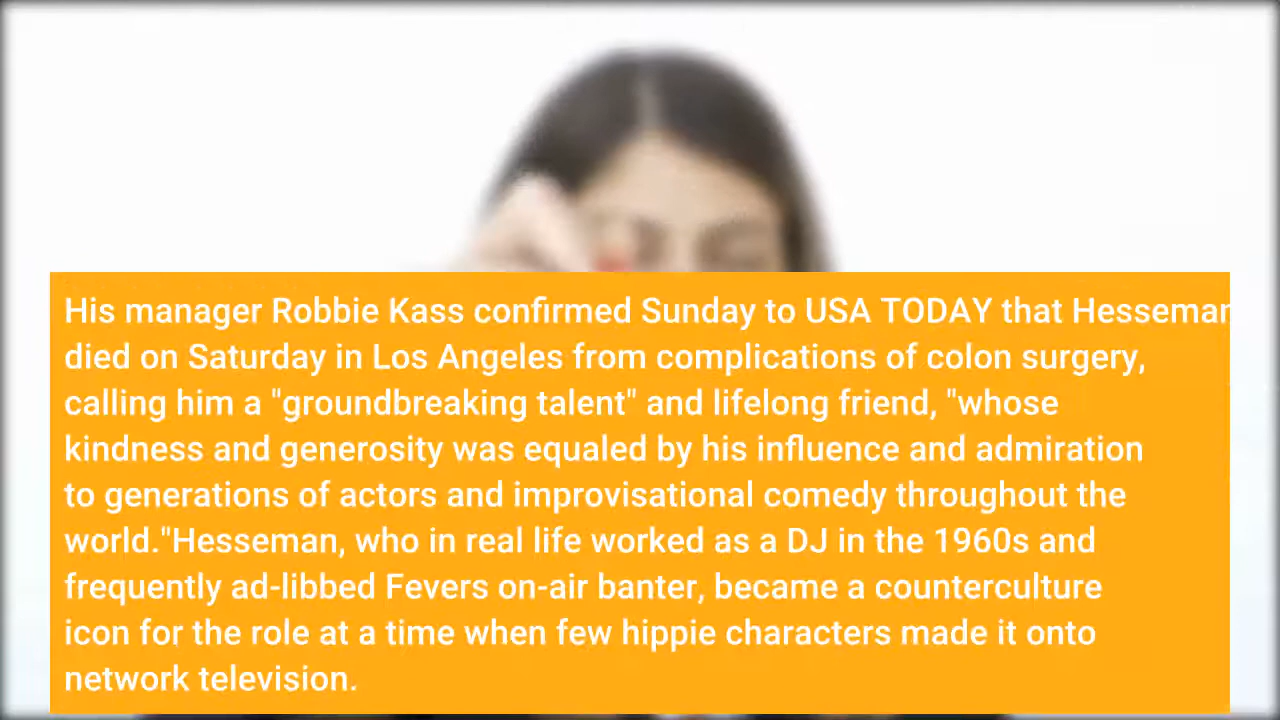 His manager Robbie Kass confirmed Sunday to USA TODAY that Hesseman
died on Saturday in Los Angeles from complications of colon surgery,
calling him a "groundbreaking talent" and lifelong friend, "whose
kindness and generosity was equaled by his influence and admiration
to generations of actors and improvisational comedy throughout the
world."Hesseman, who in real life worked as a DJ in the 1960s and
frequently ad-libbed Fevers on-air banter, became a counterculture
icon for the role at a time when few hippie characters made it onto
network television.